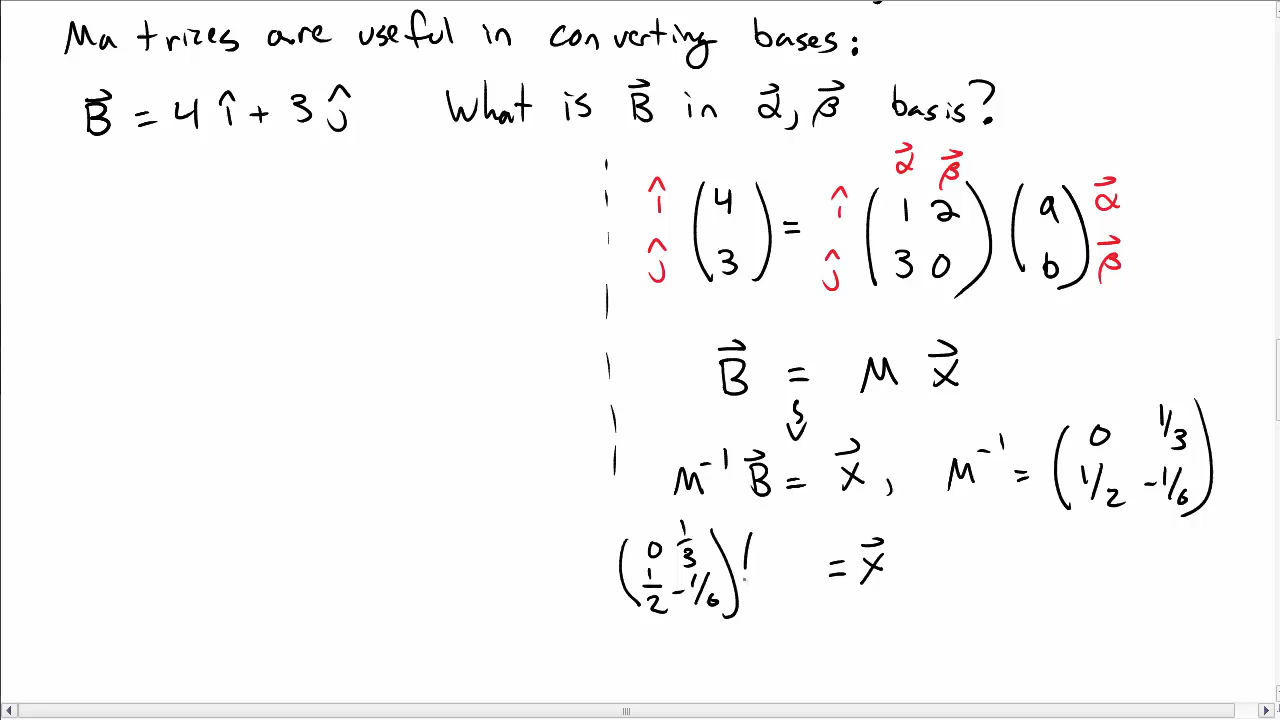 Matrizes are useful in converting bases:
B⃗ = 4 î + 3 ĵ What is B⃗ in α⃗, β⃗ basis?
α⃗ β⃗
î ( 4 ) = î ( 1 2 ) ( a ) α⃗
ĵ ( 3 ) ĵ ( 3 0 ) ( b ) β⃗
B⃗ = M x⃗
M⁻¹ B⃗ = x⃗, M⁻¹ = ( 0 1/3
1/2 -1/6 )
( 0 1/3
1/2 -1/6 ) ( = x⃗